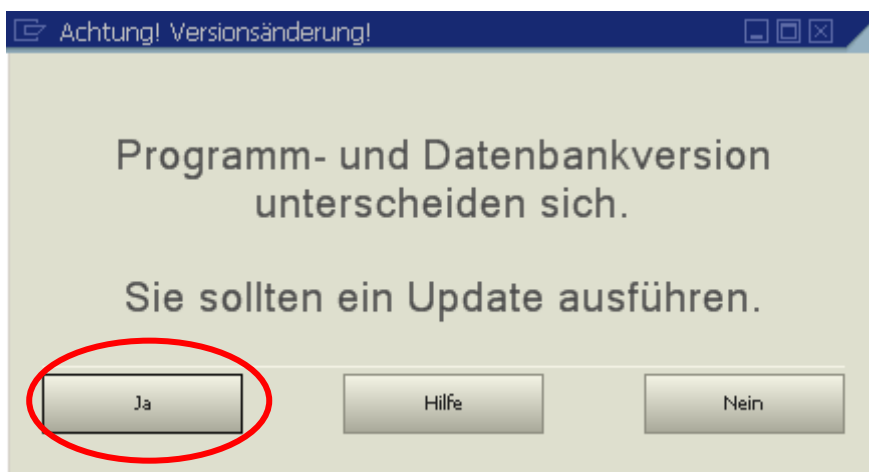 Achtung! Versionsänderung!
Programm- und Datenbankversion
unterscheiden sich.
Sie sollten ein Update ausführen.
Ja
Hilfe
Nein